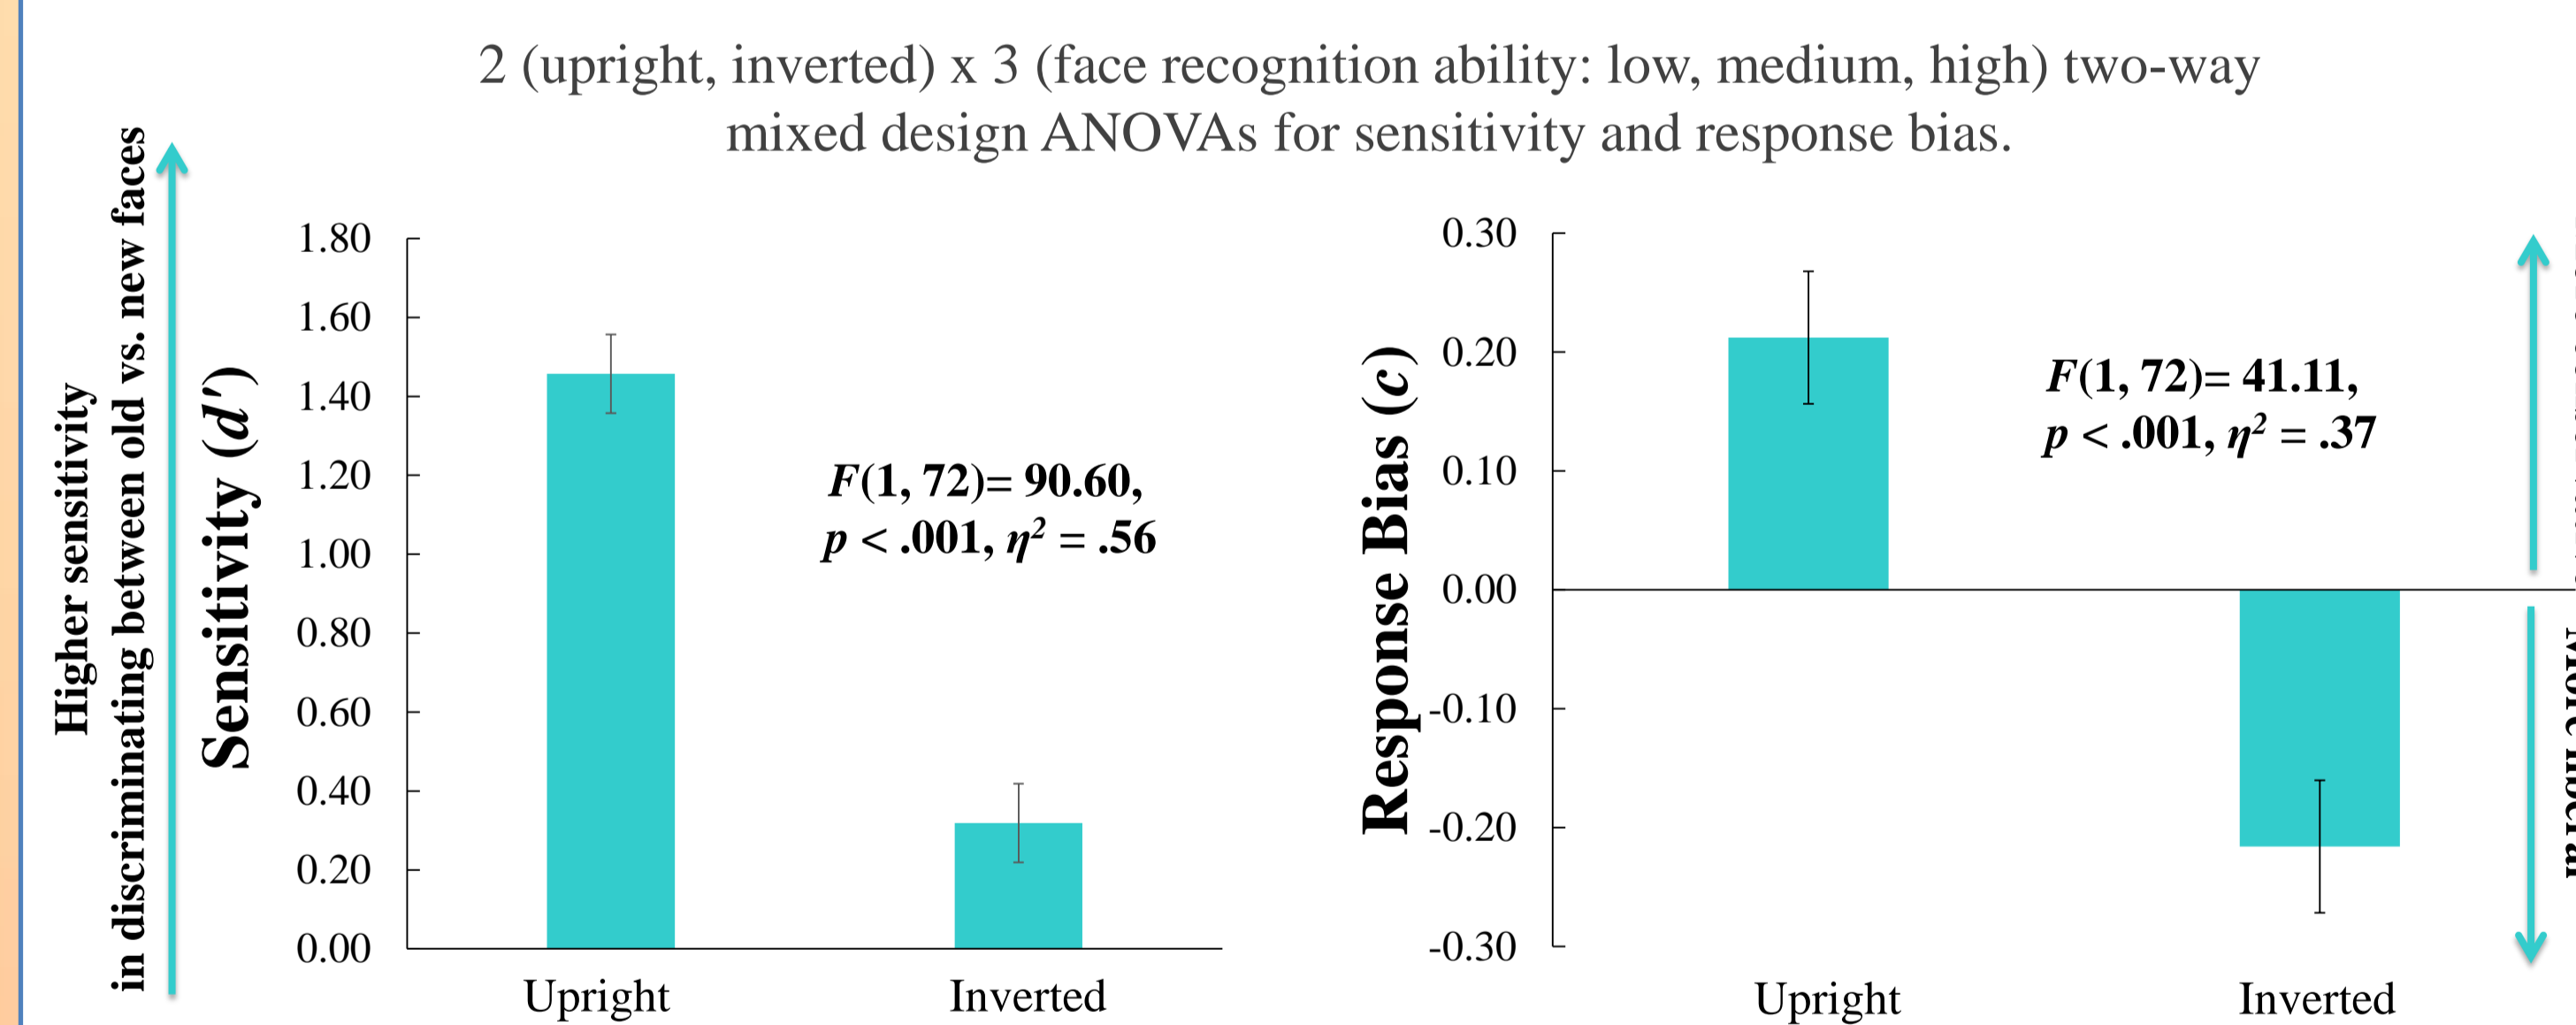 2 (upright, inverted) x 3 (face recognition ability: low, medium, high) two-way
mixed design ANOVAs for sensitivity and response bias.
Higher sensitivity
in discriminating between old vs. new faces
Sensitivity (d')
1.80
1.60
1.40
1.20
1.00
0.80
0.60
0.40
0.20
0.00
F(1, 72)= 90.60,
p < .001, η² = .56
Upright
Inverted
Response Bias (c)
0.30
0.20
0.10
0.00
-0.10
-0.20
-0.30
F(1, 72)= 41.11,
p < .001, η² = .37
Upright
Inverted
More liberal